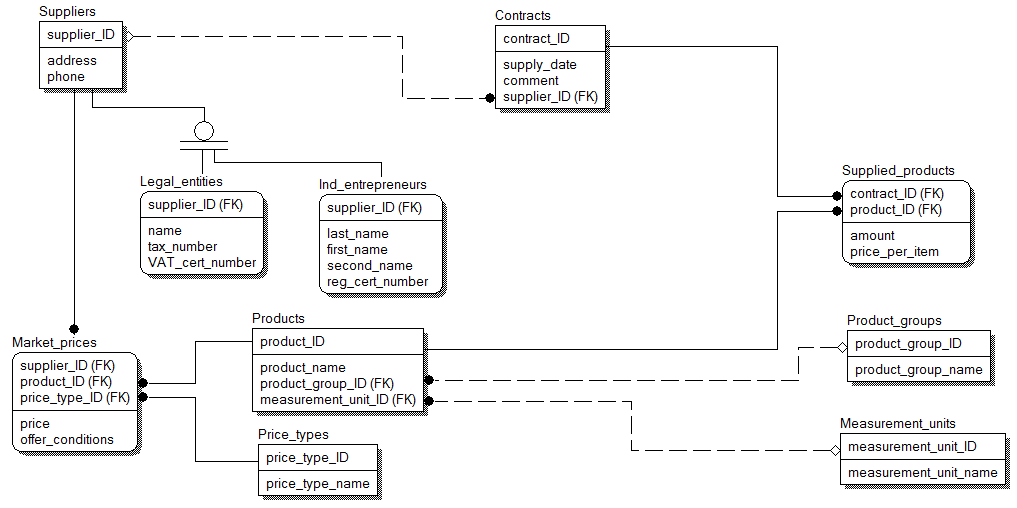 Suppliers
supplier_ID
address
phone
Contracts
contract_ID
supply_date
comment
supplier_ID (FK)
Legal_entities
supplier_ID (FK)
name
tax_number
VAT_cert_number
Ind_entrepreneurs
supplier_ID (FK)
last_name
first_name
second_name
reg_cert_number
Supplied_products
contract_ID (FK)
product_ID (FK)
amount
price_per_item
Market_prices
supplier_ID (FK)
product_ID (FK)
price_type_ID (FK)
price
offer_conditions
Products
product_ID
product_name
product_group_ID (FK)
measurement_unit_ID (FK)
Product_groups
product_group_ID
product_group_name
Price_types
price_type_ID
price_type_name
Measurement_units
measurement_unit_ID
measurement_unit_name